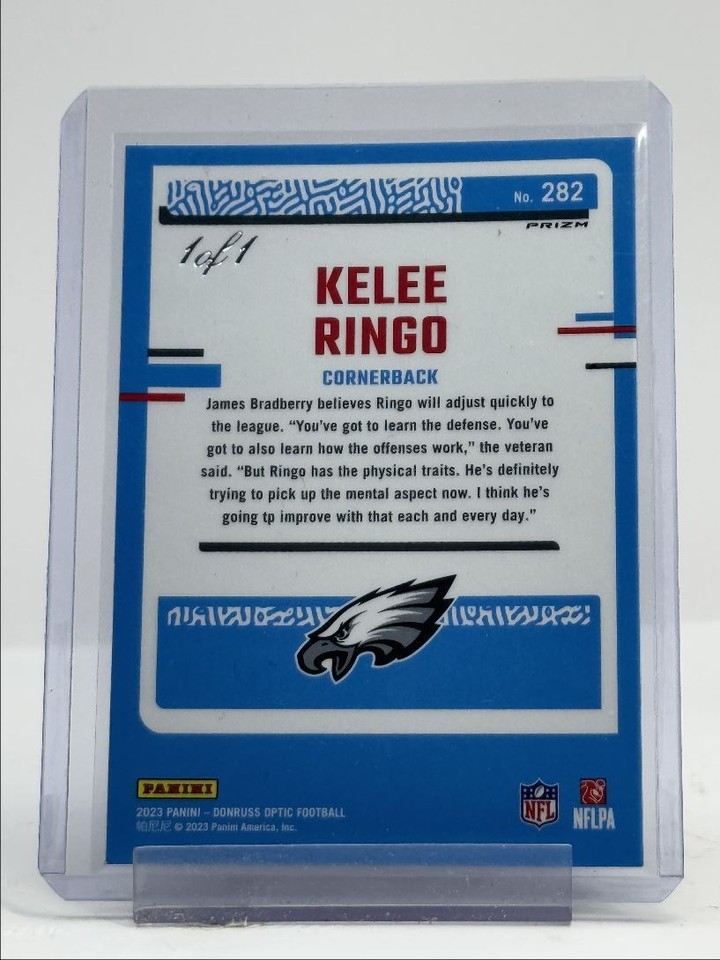 No. 282
PRIZM
1of1
KELEE
RINGO
CORNERBACK
James Bradberry believes Ringo will adjust quickly to
the league. “You’ve got to learn the defense. You’ve
got to also learn how the offenses work,” the veteran
said. “But Ringo has the physical traits. He’s definitely
trying to pick up the mental aspect now. I think he’s
going tp improve with that each and every day.”
PANINI
2023 PANINI – DONRUSS OPTIC FOOTBALL
帕尼尼 © 2023 Panini America, Inc.
NFL
NFLPA